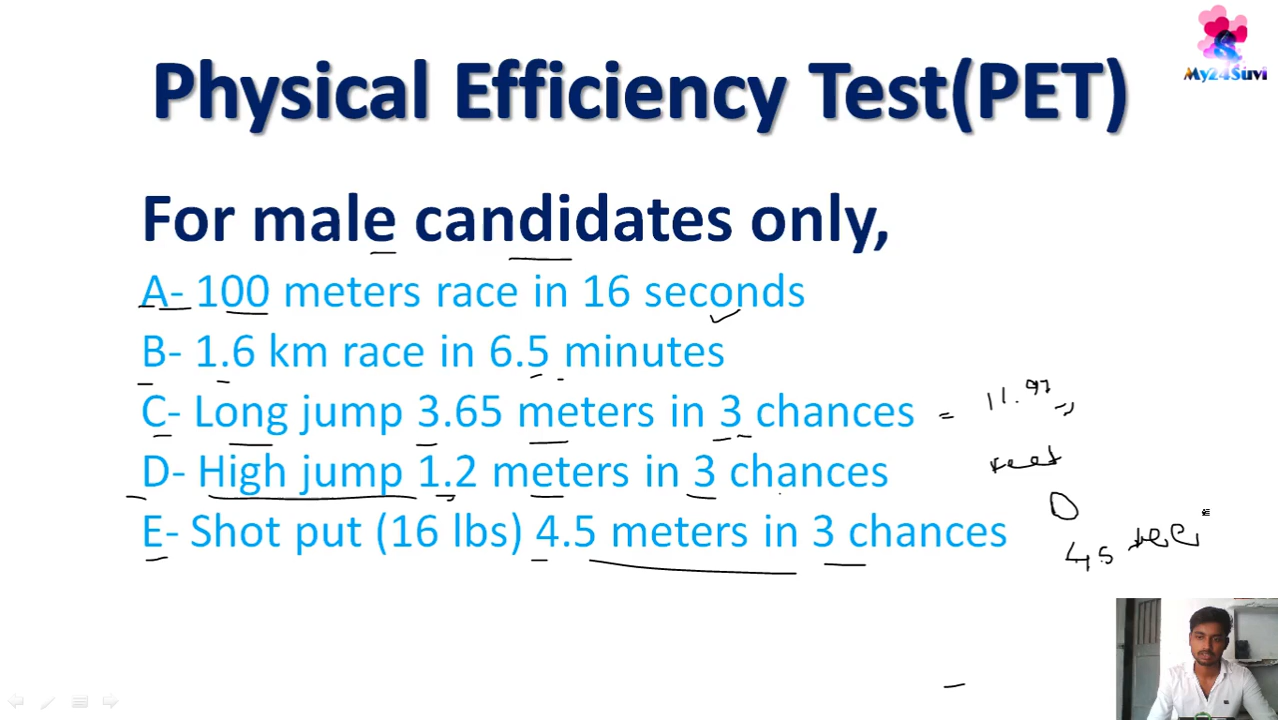 My24Suvi
Physical Efficiency Test(PET)
For male candidates only,
A- 100 meters race in 16 seconds
B- 1.6 km race in 6.5 minutes
C- Long jump 3.65 meters in 3 chances
= 11.97
D- High jump 1.2 meters in 3 chances
feet
E- Shot put (16 lbs) 4.5 meters in 3 chances
D
4.5